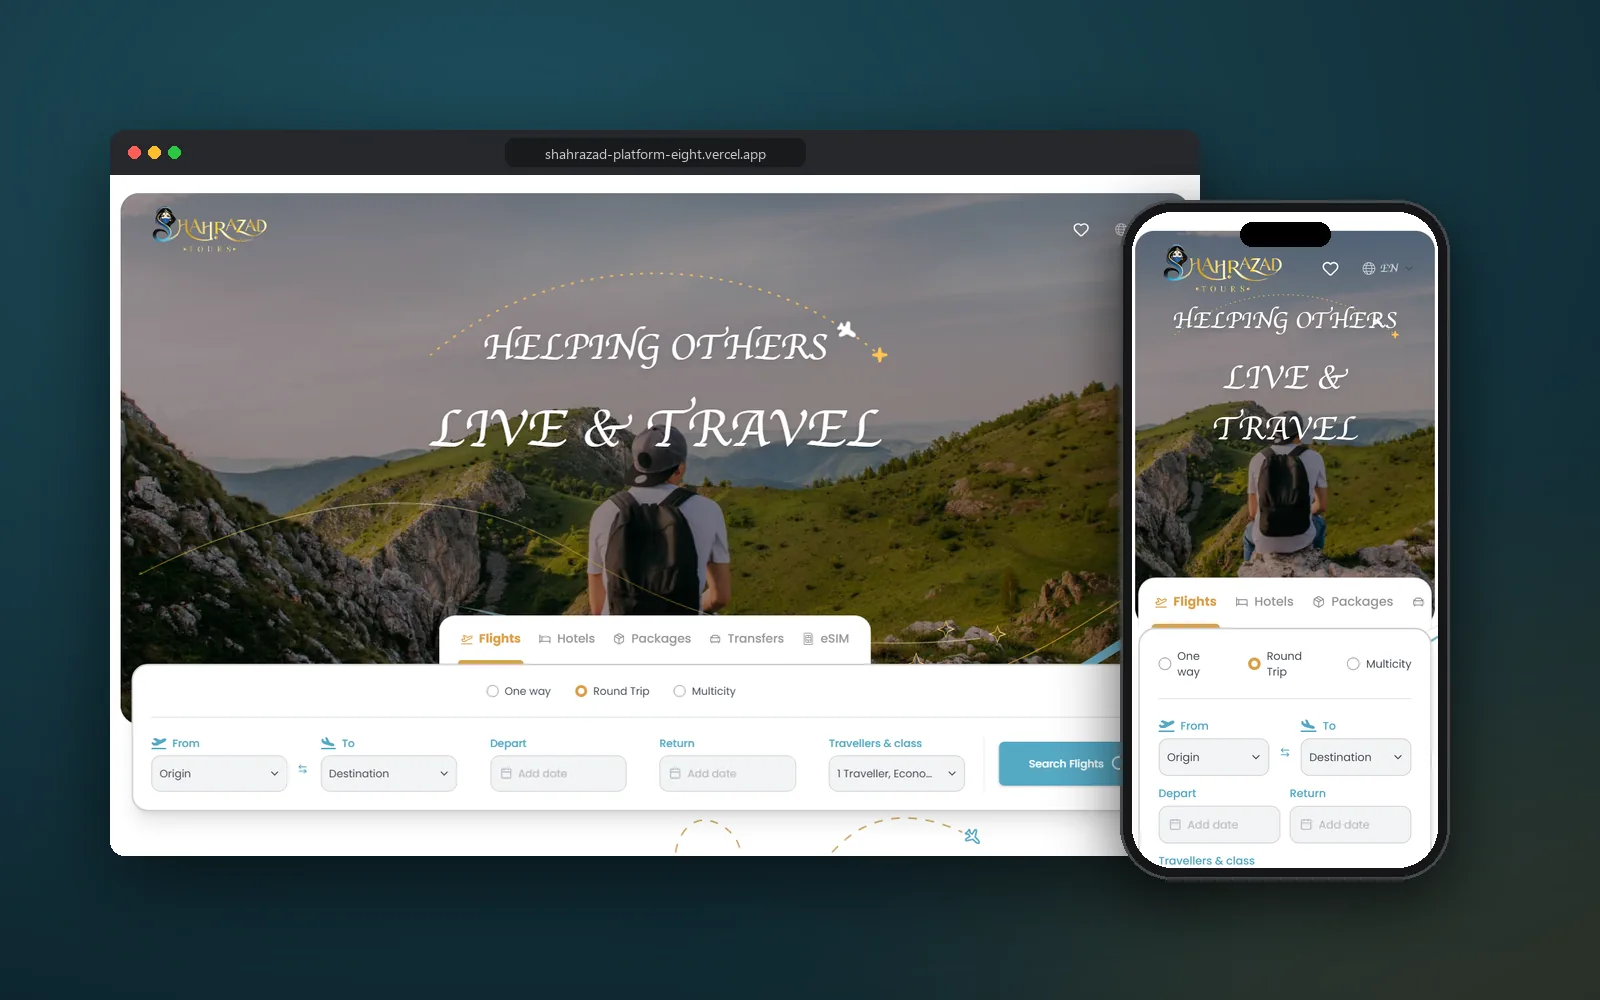 shahrazad-platform-eight.vercel.app
SHAHRAZAD
TOURS
HELPING OTHERS
LIVE & TRAVEL
Flights Hotels Packages Transfers eSIM
One way Round Trip Multicity
From To Depart Return Travellers & class
Origin Destination Add date Add date 1 Traveller, Econo... Search Flights
SHAHRAZAD EN
TOURS
HELPING OTHERS
LIVE &
TRAVEL
Flights Hotels Packages
One way Round Trip Multicity
From To
Origin Destination
Depart Return
Add date Add date
Travellers & class